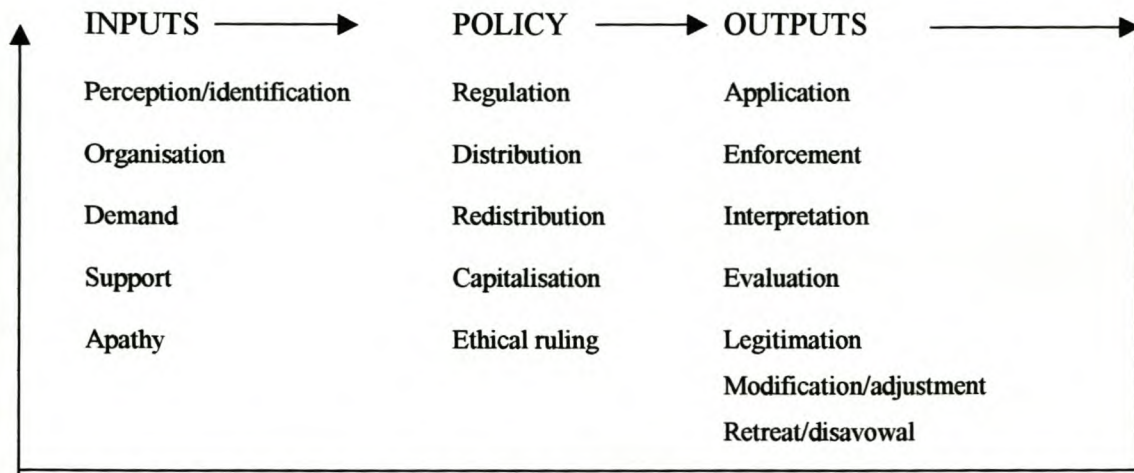 INPUTS POLICY OUTPUTS
Perception/identification Regulation Application
Organisation Distribution Enforcement
Demand Redistribution Interpretation
Support Capitalisation Evaluation
Apathy Ethical ruling Legitimation
Modification/adjustment
Retreat/disavowal